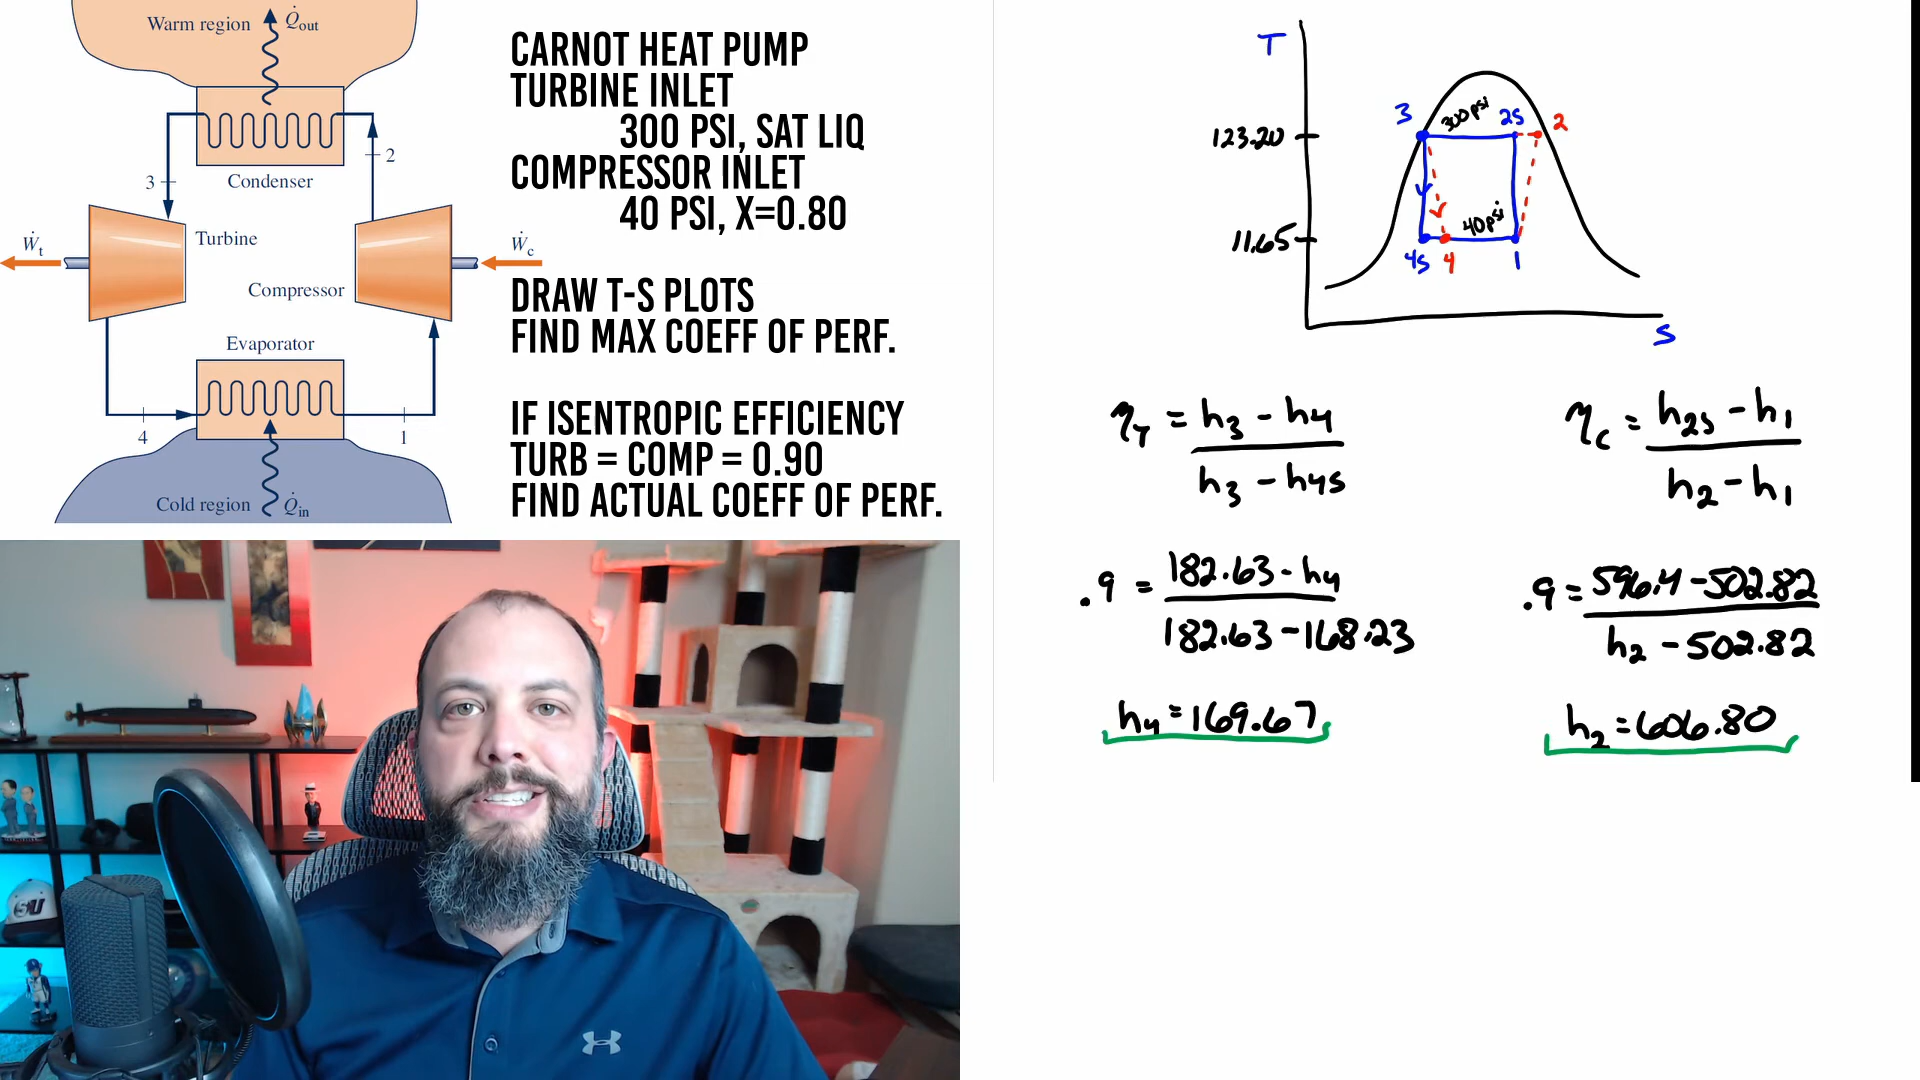 Warm region Q̇out
Condenser
2
3
Turbine
Ẇt
Ẇc
Compressor
Evaporator
4
1
Cold region Q̇in
CARNOT HEAT PUMP
TURBINE INLET
300 PSI, SAT LIQ
COMPRESSOR INLET
40 PSI, X=0.80
DRAW T-S PLOTS
FIND MAX COEFF OF PERF.
IF ISENTROPIC EFFICIENCY
TURB = COMP = 0.90
FIND ACTUAL COEFF OF PERF.
SU
T
3 300psi 2s 2
123.20
40psi
11.65
4s 4 1
S
ηT = h3 - h4
h3 - h4s
.9 = 182.63 - h4
182.63 - 168.23
h4 = 169.67
ηc = h2s - h1
h2 - h1
.9 = 596.4 - 502.82
h2 - 502.82
h2 = 606.80